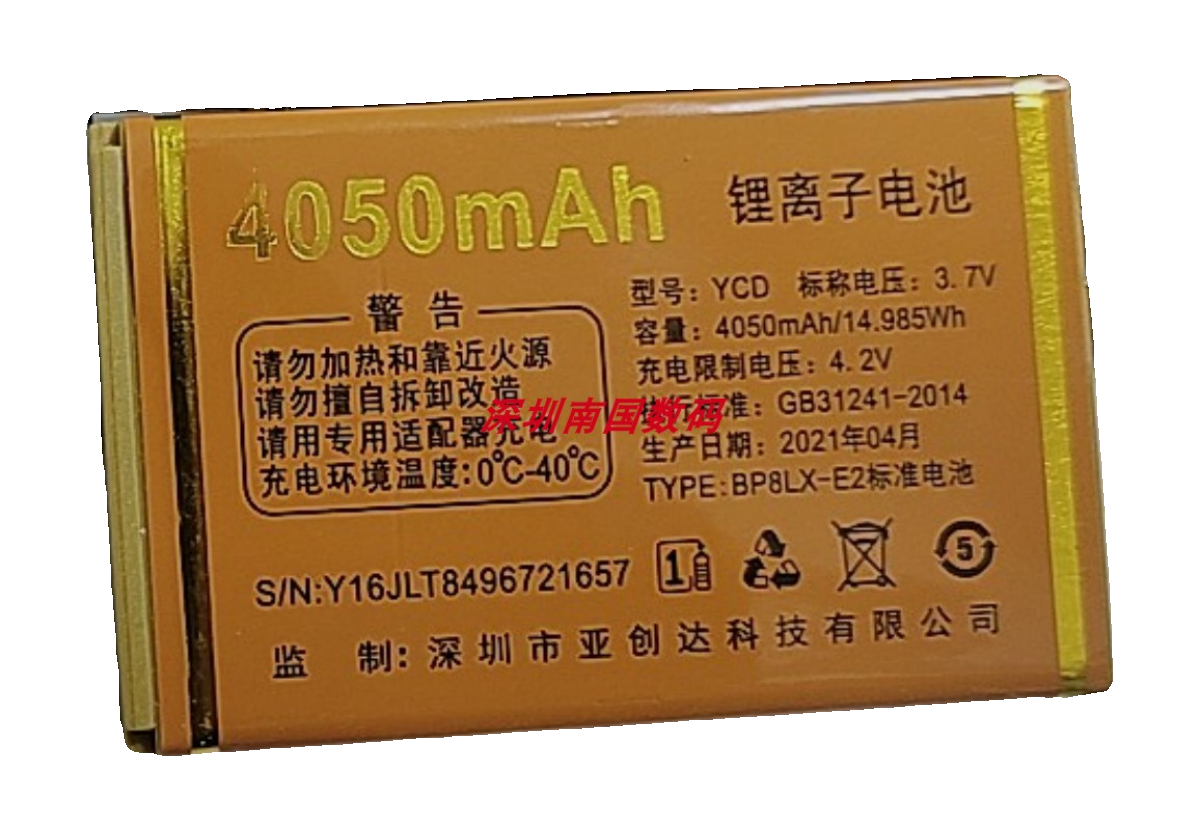 4050mAh
锂离子电池
警告
请勿加热和靠近火源
请勿擅自拆卸改造
请用专用适配器充电
充电环境温度:0℃-40℃
型号: YCD 标称电压: 3.7V
容量: 4050mAh/14.985Wh
充电限制电压: 4.2V
执行标准: GB31241-2014
生产日期: 2021年04月
TYPE:BP8LX-E2标准电池
深圳南国数码
S/N:Y16JLT8496721657
1
5
监 制: 深圳市亚创达科技有限公司